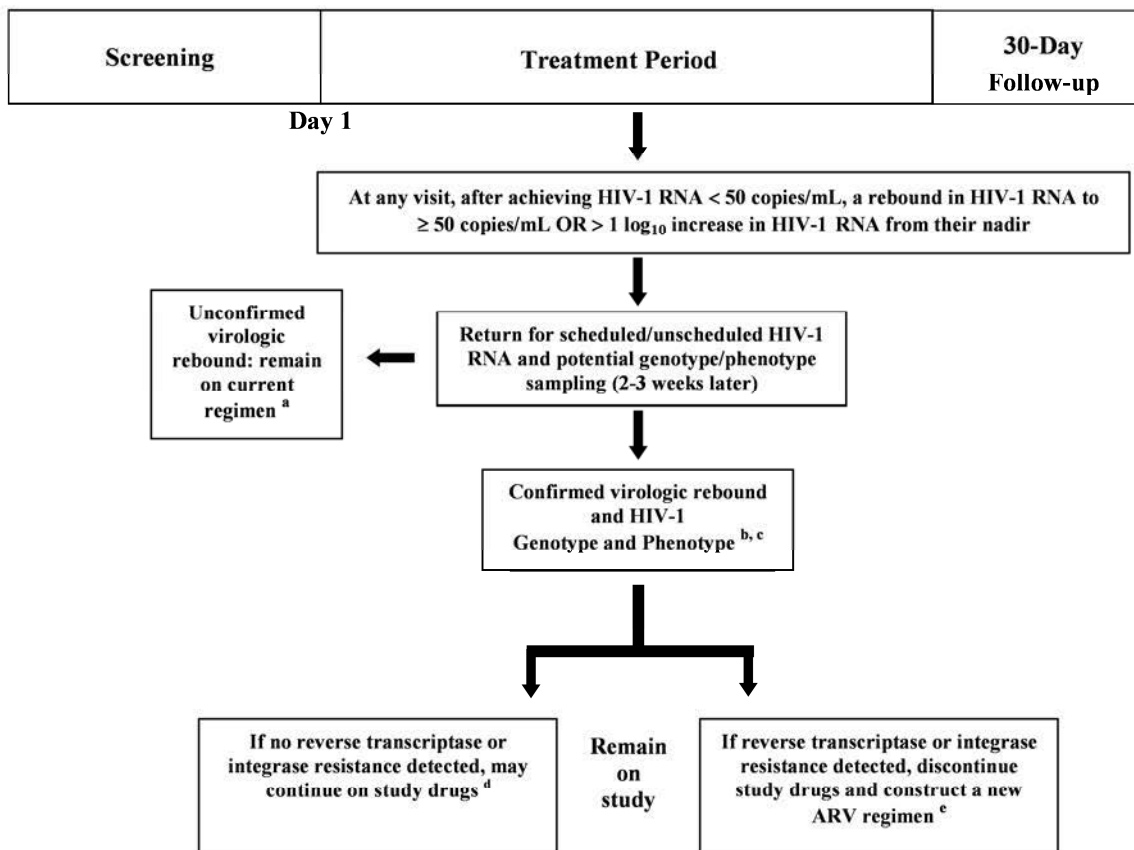 Screening
Treatment Period
30-Day
Follow-up
Day 1
At any visit, after achieving HIV-1 RNA < 50 copies/mL, a rebound in HIV-1 RNA to
≥ 50 copies/mL OR > 1 log₁₀ increase in HIV-1 RNA from their nadir
Unconfirmed
virologic
rebound: remain
on current
regimen ᵃ
Return for scheduled/unscheduled HIV-1
RNA and potential genotype/phenotype
sampling (2-3 weeks later)
Confirmed virologic rebound
and HIV-1
Genotype and Phenotype ᵇ, ᶜ
If no reverse transcriptase or
integrase resistance detected, may
continue on study drugs ᵈ
Remain
on
study
If reverse transcriptase or integrase
resistance detected, discontinue
study drugs and construct a new
ARV regimen ᵉ